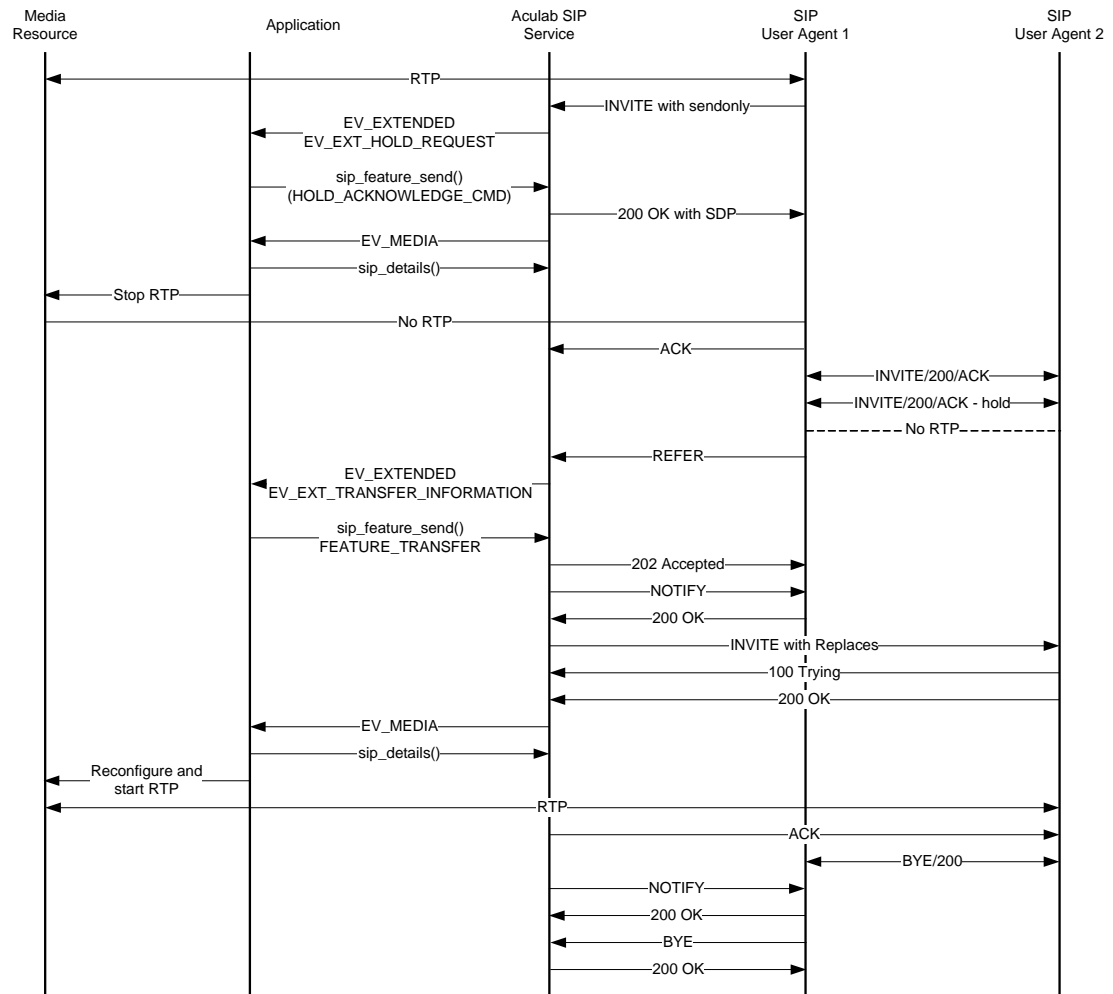 Media
Resource
Application
Aculab SIP
Service
SIP
User Agent 1
SIP
User Agent 2
RTP
INVITE with sendonly
EV_EXTENDED
EV_EXT_HOLD_REQUEST
sip_feature_send()
(HOLD_ACKNOWLEDGE_CMD)
200 OK with SDP
EV_MEDIA
sip_details()
Stop RTP
No RTP
ACK
INVITE/200/ACK
INVITE/200/ACK - hold
No RTP
REFER
EV_EXTENDED
EV_EXT_TRANSFER_INFORMATION
sip_feature_send()
FEATURE_TRANSFER
202 Accepted
NOTIFY
200 OK
INVITE with Replaces
100 Trying
200 OK
EV_MEDIA
sip_details()
Reconfigure and
start RTP
RTP
ACK
BYE/200
NOTIFY
200 OK
BYE
200 OK